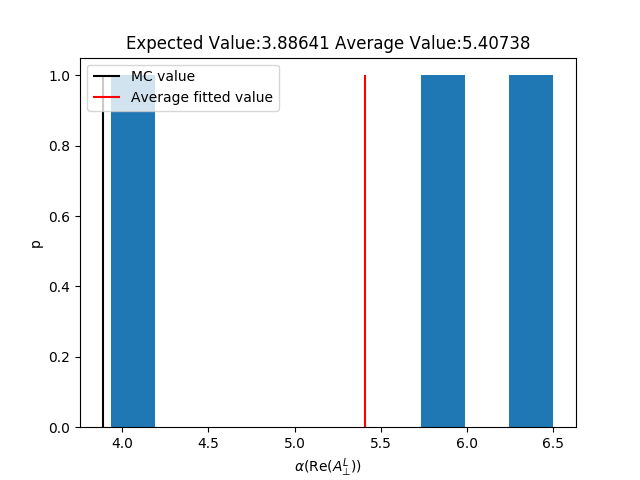 Expected Value:3.88641 Average Value:5.40738
MC value
Average fitted value
1.0
0.8
0.6
0.4
0.2
0.0
p
4.0 4.5 5.0 5.5 6.0 6.5
α(Re(A_⊥^L))